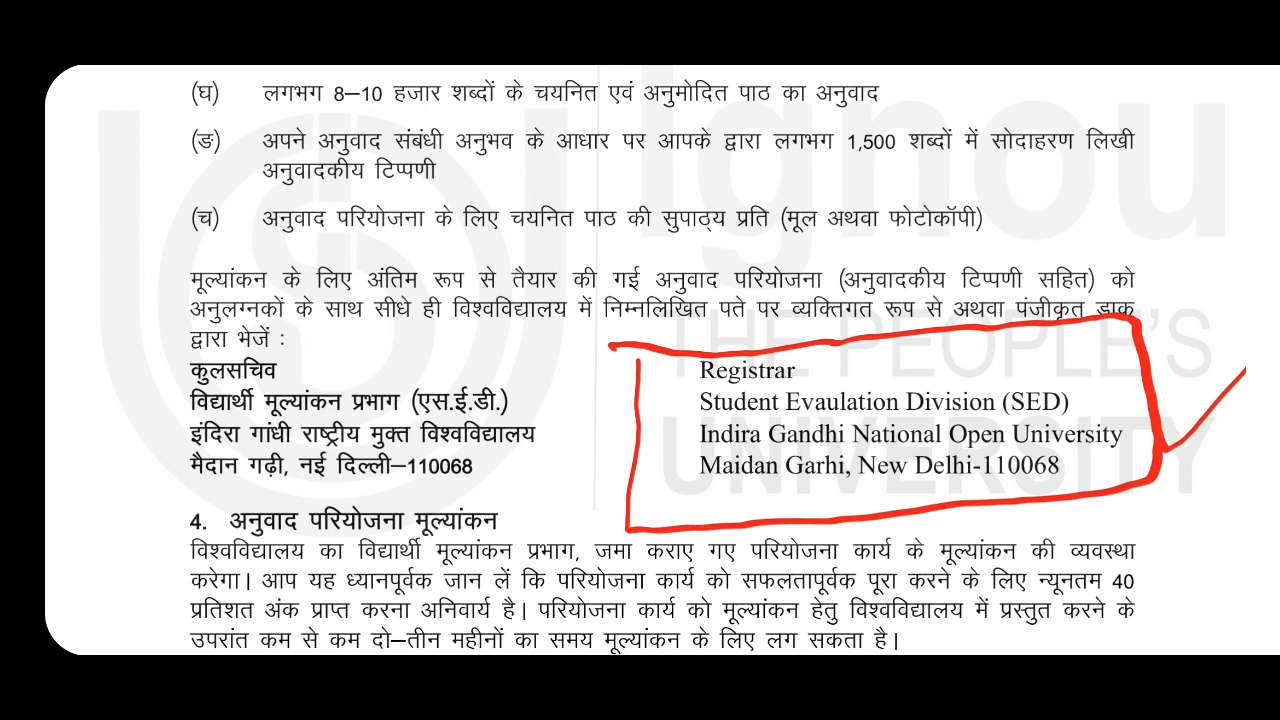 (घ) लगभग 8–10 हजार शब्दों के चयनित एवं अनुमोदित पाठ का अनुवाद
(ङ) अपने अनुवाद संबंधी अनुभव के आधार पर आपके द्वारा लगभग 1,500 शब्दों में सोदाहरण लिखी
अनुवादकीय टिप्पणी
(च) अनुवाद परियोजना के लिए चयनित पाठ की सुपाठ्य प्रति (मूल अथवा फोटोकॉपी)
मूल्यांकन के लिए अंतिम रूप से तैयार की गई अनुवाद परियोजना (अनुवादकीय टिप्पणी सहित) को
अनुलग्नकों के साथ सीधे ही विश्वविद्यालय में निम्नलिखित पते पर व्यक्तिगत रूप से अथवा पंजीकृत डाक
द्वारा भेजें :
कुलसचिव
विद्यार्थी मूल्यांकन प्रभाग (एस.ई.डी.)
इंदिरा गांधी राष्ट्रीय मुक्त विश्वविद्यालय
मैदान गढ़ी, नई दिल्ली–110068
Registrar
Student Evaulation Division (SED)
Indira Gandhi National Open University
Maidan Garhi, New Delhi-110068
4. अनुवाद परियोजना मूल्यांकन
विश्वविद्यालय का विद्यार्थी मूल्यांकन प्रभाग, जमा कराए गए परियोजना कार्य के मूल्यांकन की व्यवस्था
करेगा। आप यह ध्यानपूर्वक जान लें कि परियोजना कार्य को सफलतापूर्वक पूरा करने के लिए न्यूनतम 40
प्रतिशत अंक प्राप्त करना अनिवार्य है। परियोजना कार्य को मूल्यांकन हेतु विश्वविद्यालय में प्रस्तुत करने के
उपरांत कम से कम दो–तीन महीनों का समय मूल्यांकन के लिए लग सकता है।
ignou
THE PEOPLE'S
UNIVERSITY